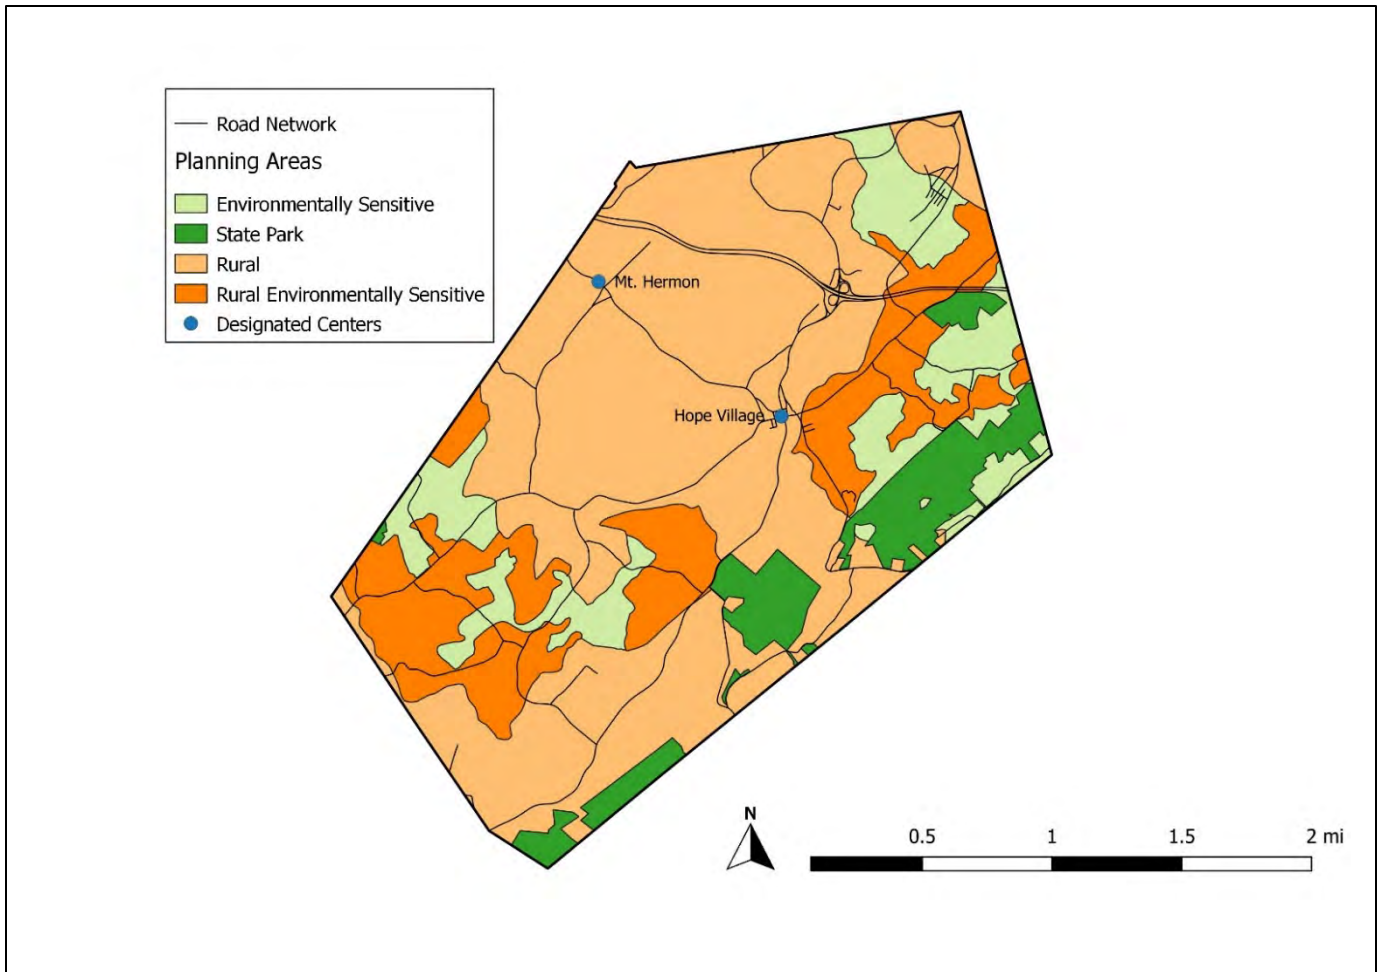 Road Network
Planning Areas
Environmentally Sensitive
State Park
Rural
Rural Environmentally Sensitive
Designated Centers
Mt. Hermon
Hope Village
N
0.5 1 1.5 2 mi